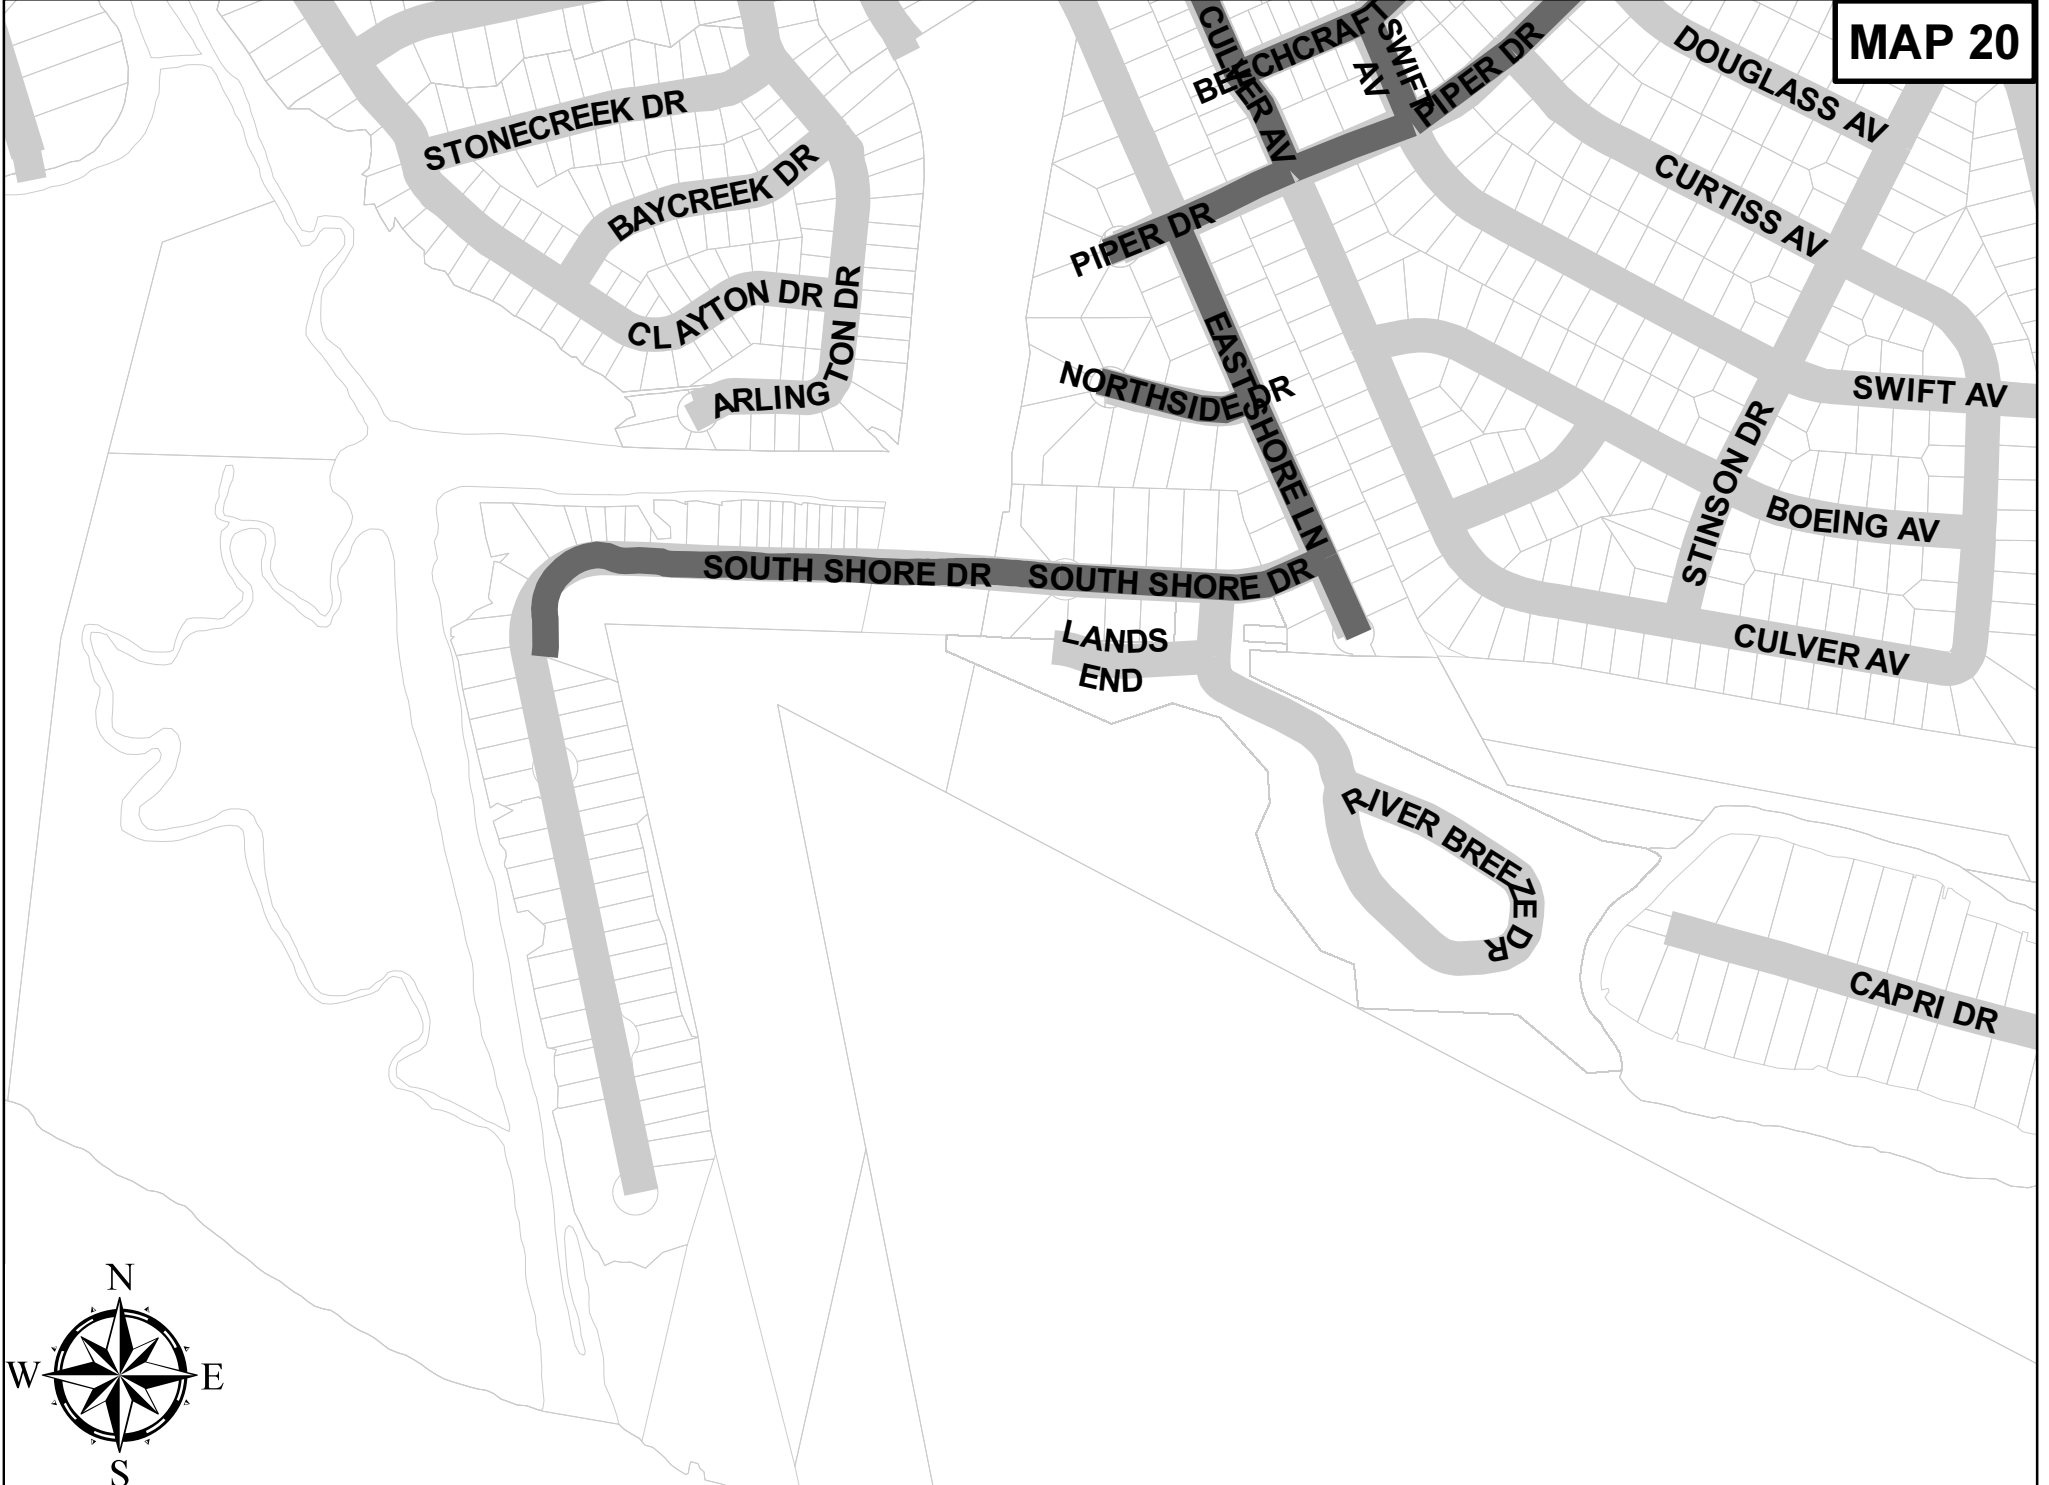 MAP 20
CULVER AV
BEECHCRAFT
SWIFT
AV
PIPER DR
DOUGLASS AV
STONECREEK DR
BAYCREEK DR
CURTISS AV
PIPER DR
CLAYTON DR
ARLINGTON DR
EAST SHORE LN
NORTHSIDE DR
SWIFT AV
STINSON DR
BOEING AV
SOUTH SHORE DR
SOUTH SHORE DR
LANDS
END
CULVER AV
RIVER BREEZE DR
CAPRI DR
N
W
E
S